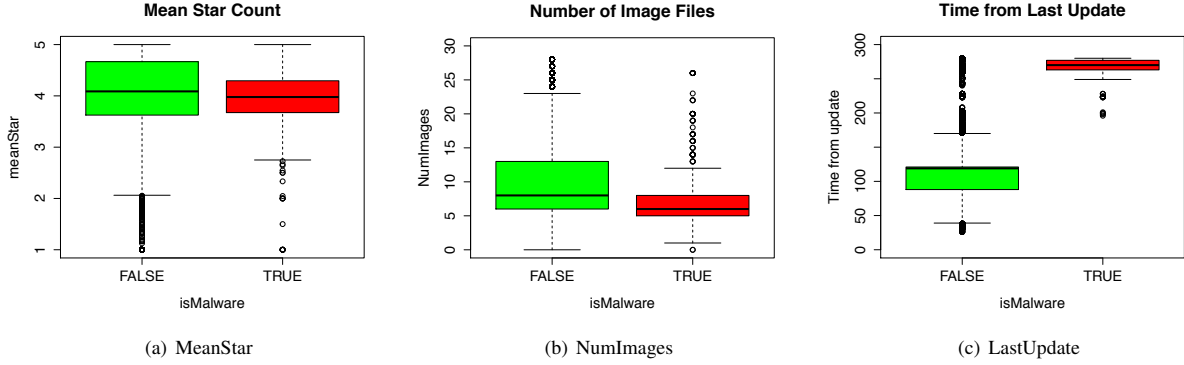 Mean Star Count
meanStar
5
4
3
2
1
FALSE TRUE
isMalware
(a) MeanStar
Number of Image Files
NumImages
30
25
20
15
10
5
0
FALSE TRUE
isMalware
(b) NumImages
Time from Last Update
Time from update
300
200
100
50
0
FALSE TRUE
isMalware
(c) LastUpdate